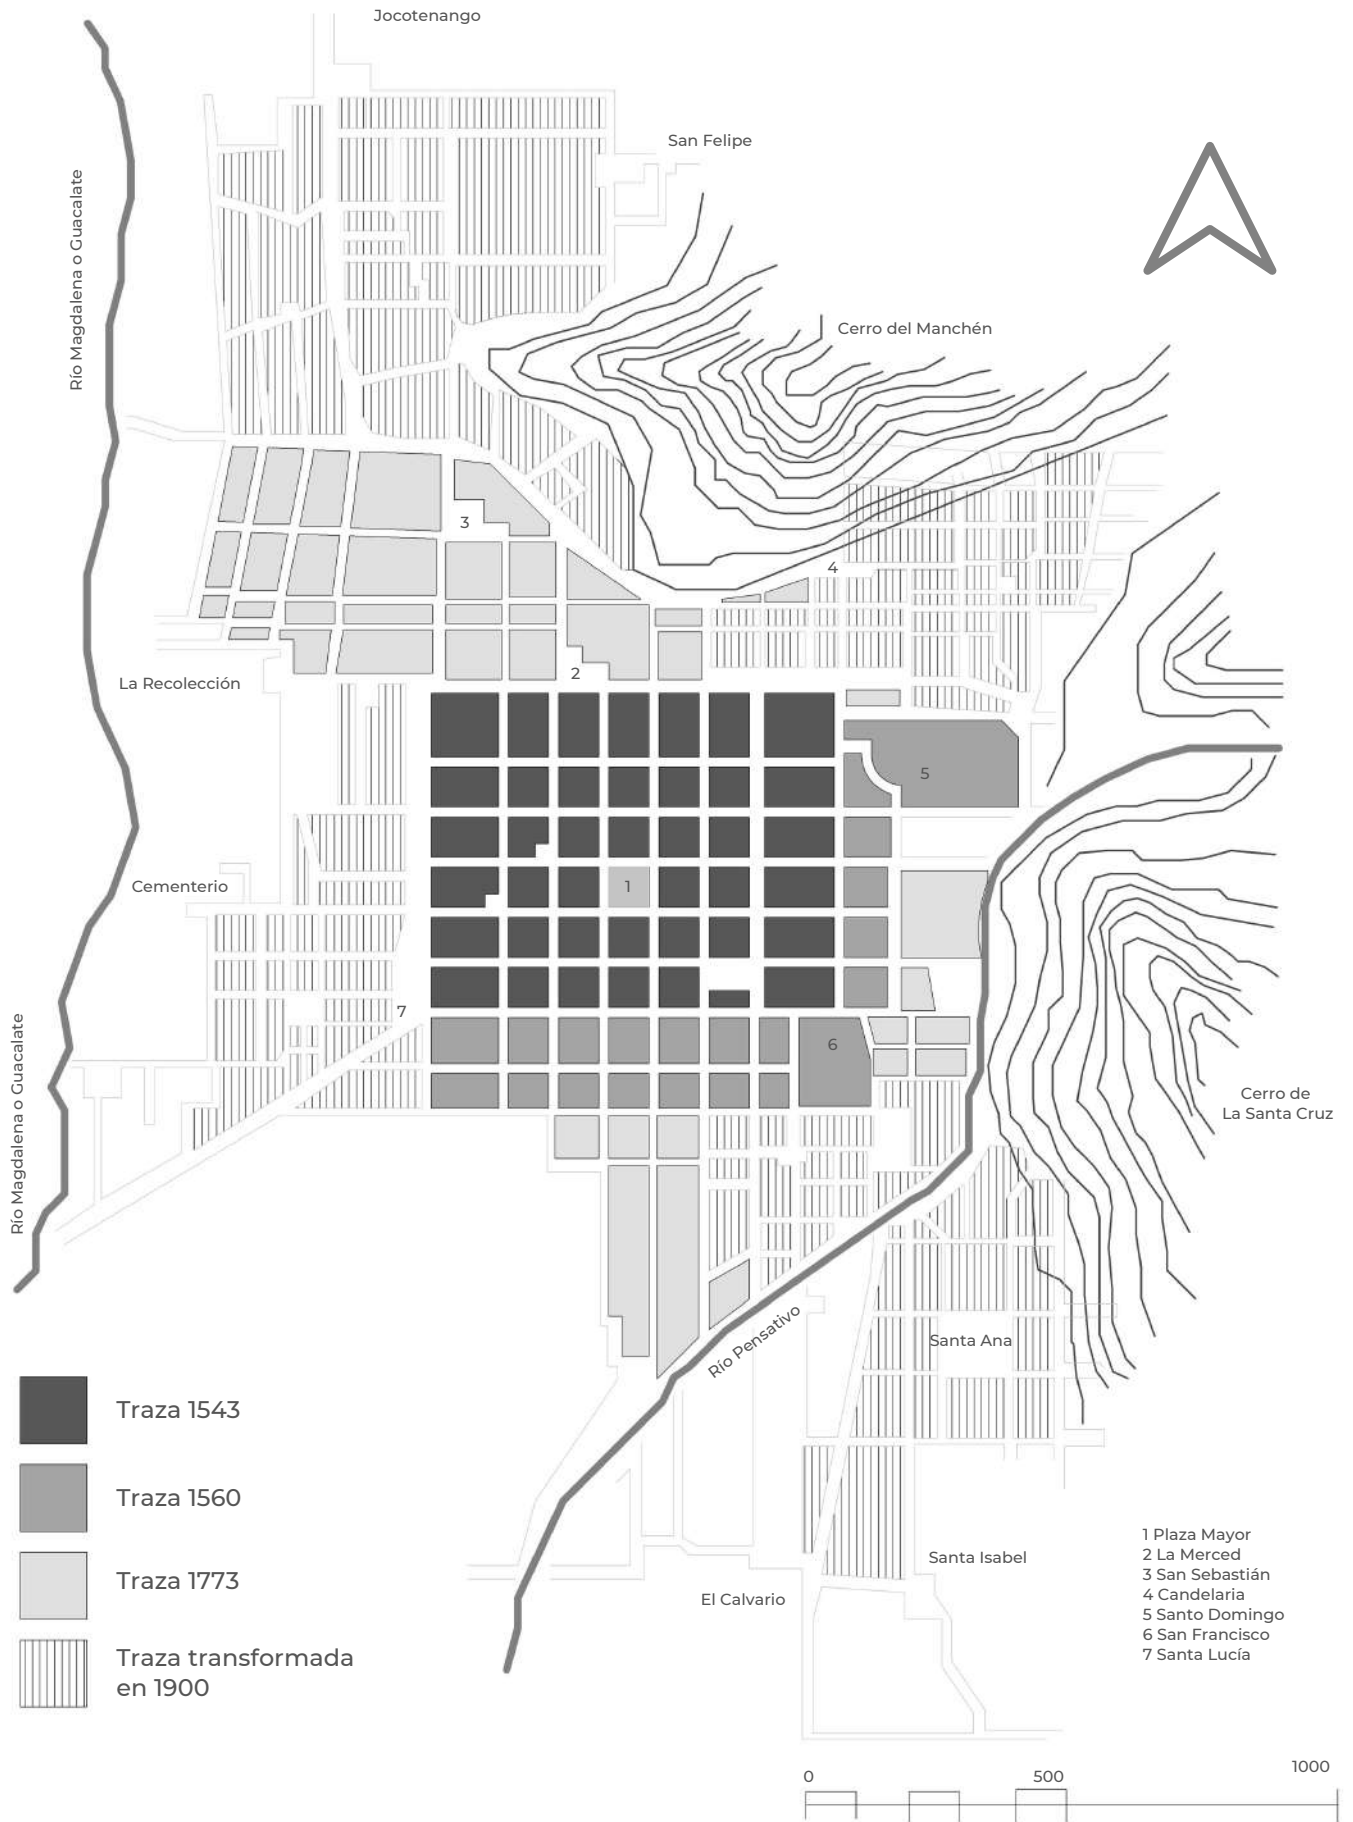 Jocotenango
San Felipe
Río Magdalena o Guacalate
Cerro del Manchén
3
4
2
La Recolección
5
Cementerio
1
7
6
Río Magdalena o Guacalate
Cerro de
La Santa Cruz
Río Pensativo
Santa Ana
Traza 1543
Traza 1560
Traza 1773
Traza transformada
en 1900
Santa Isabel
El Calvario
1 Plaza Mayor
2 La Merced
3 San Sebastián
4 Candelaria
5 Santo Domingo
6 San Francisco
7 Santa Lucía
0
500
1000